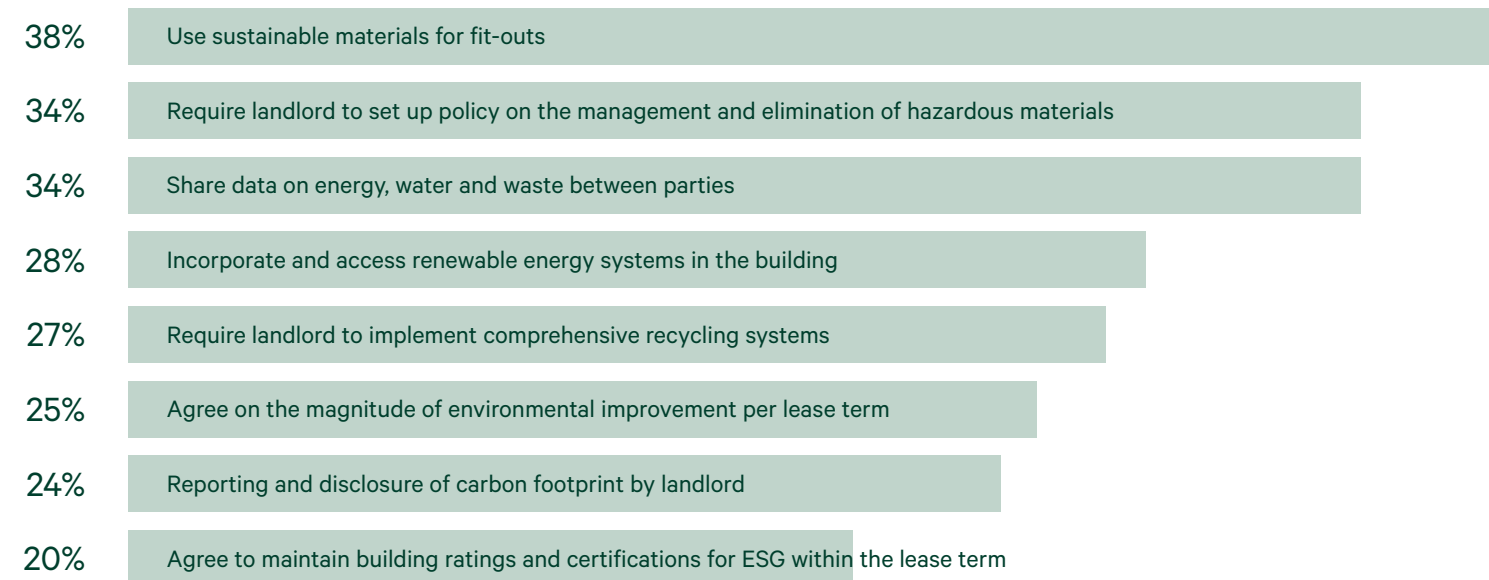 38% Use sustainable materials for fit-outs
34% Require landlord to set up policy on the management and elimination of hazardous materials
34% Share data on energy, water and waste between parties
28% Incorporate and access renewable energy systems in the building
27% Require landlord to implement comprehensive recycling systems
25% Agree on the magnitude of environmental improvement per lease term
24% Reporting and disclosure of carbon footprint by landlord
20% Agree to maintain building ratings and certifications for ESG within the lease term